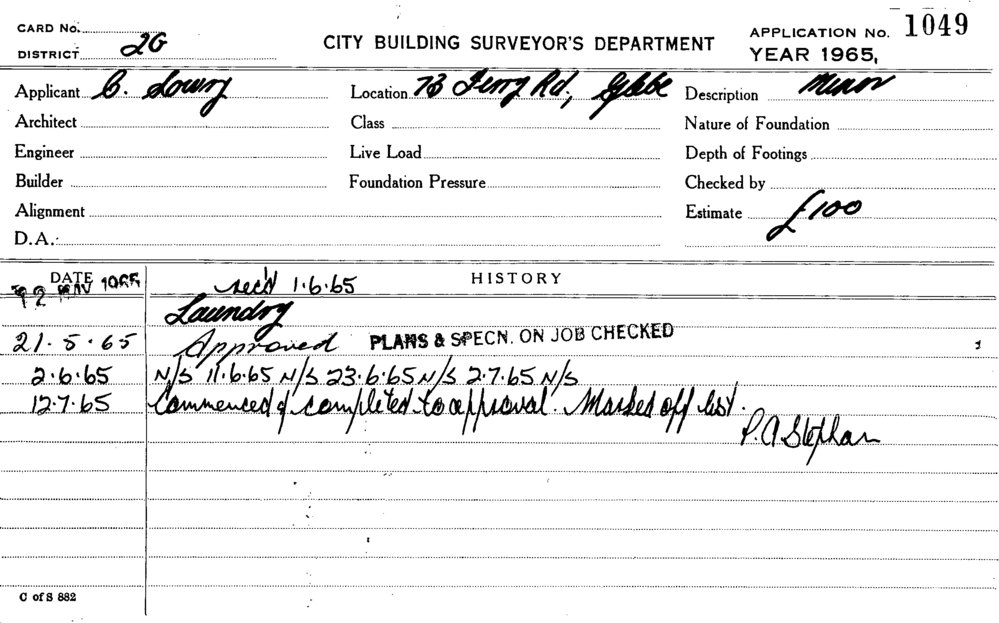 CARD No.
DISTRICT 2G
CITY BUILDING SURVEYOR'S DEPARTMENT
APPLICATION No. 1049
YEAR 1965,
Applicant C. Lowry
Location 73 Ferry Rd, Glebe
Description Minor
Architect
Class
Nature of Foundation
Engineer
Live Load
Depth of Footings
Builder
Foundation Pressure
Checked by
Alignment
Estimate £100
D.A.
DATE
HISTORY
12 MAY 1965
rec'd 1.6.65
Laundry
21.5.65 Approved PLANS & SPECN. ON JOB CHECKED
2.6.65 N/S 11.6.65 N/S 23.6.65 N/S 2.7.65 N/S
12.7.65 Commenced & completed to approval. Marked off list.
P.A Stephan
C of S 882